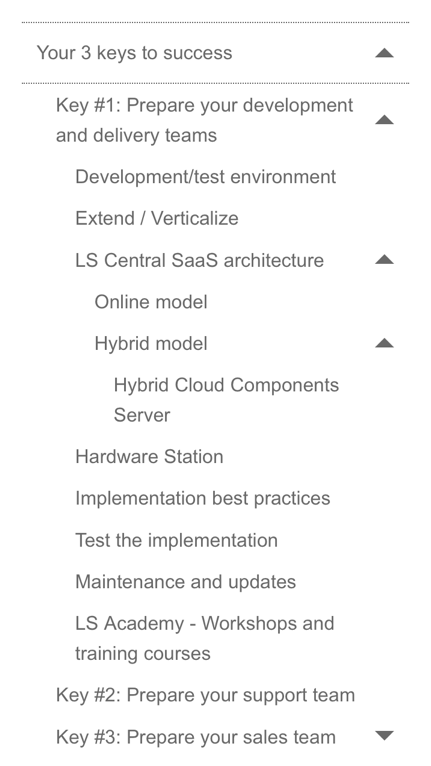 Your 3 keys to success
Key #1: Prepare your development
and delivery teams
Development/test environment
Extend / Verticalize
LS Central SaaS architecture
Online model
Hybrid model
Hybrid Cloud Components
Server
Hardware Station
Implementation best practices
Test the implementation
Maintenance and updates
LS Academy - Workshops and
training courses
Key #2: Prepare your support team
Key #3: Prepare your sales team